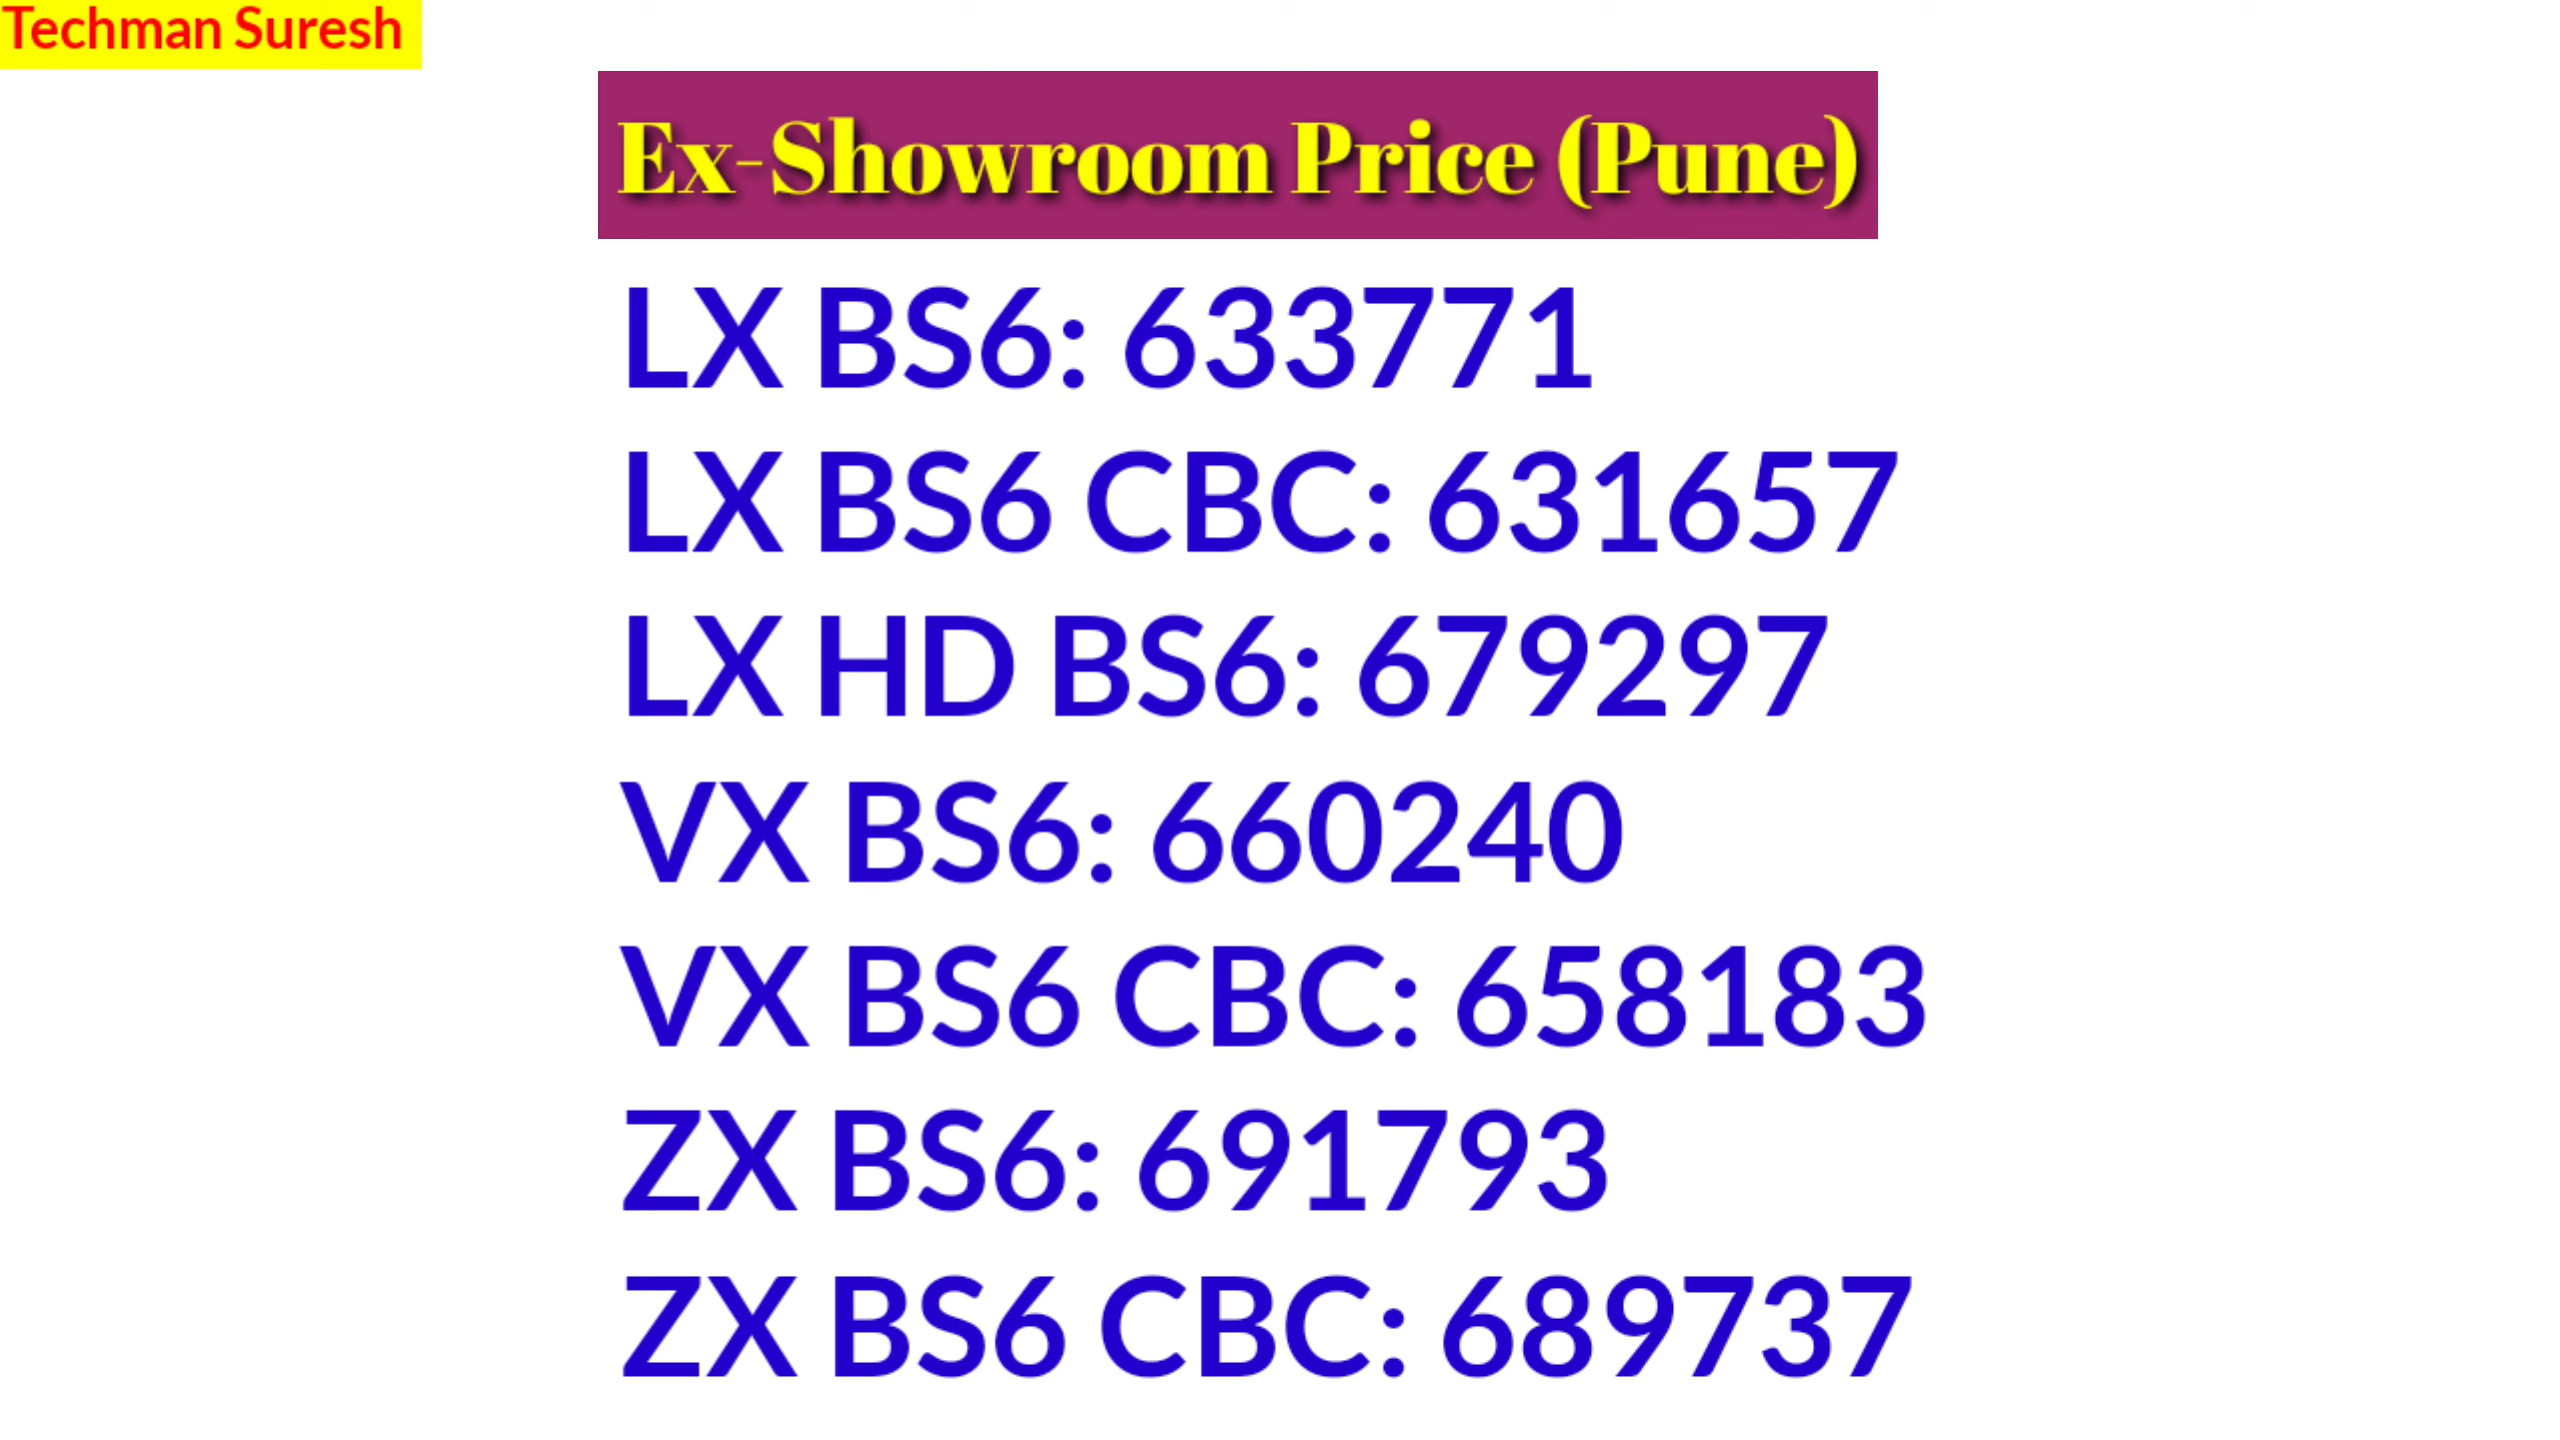 Techman Suresh
Ex-Showroom Price (Pune)
LX BS6: 633771
LX BS6 CBC: 631657
LX HD BS6: 679297
VX BS6: 660240
VX BS6 CBC: 658183
ZX BS6: 691793
ZX BS6 CBC: 689737